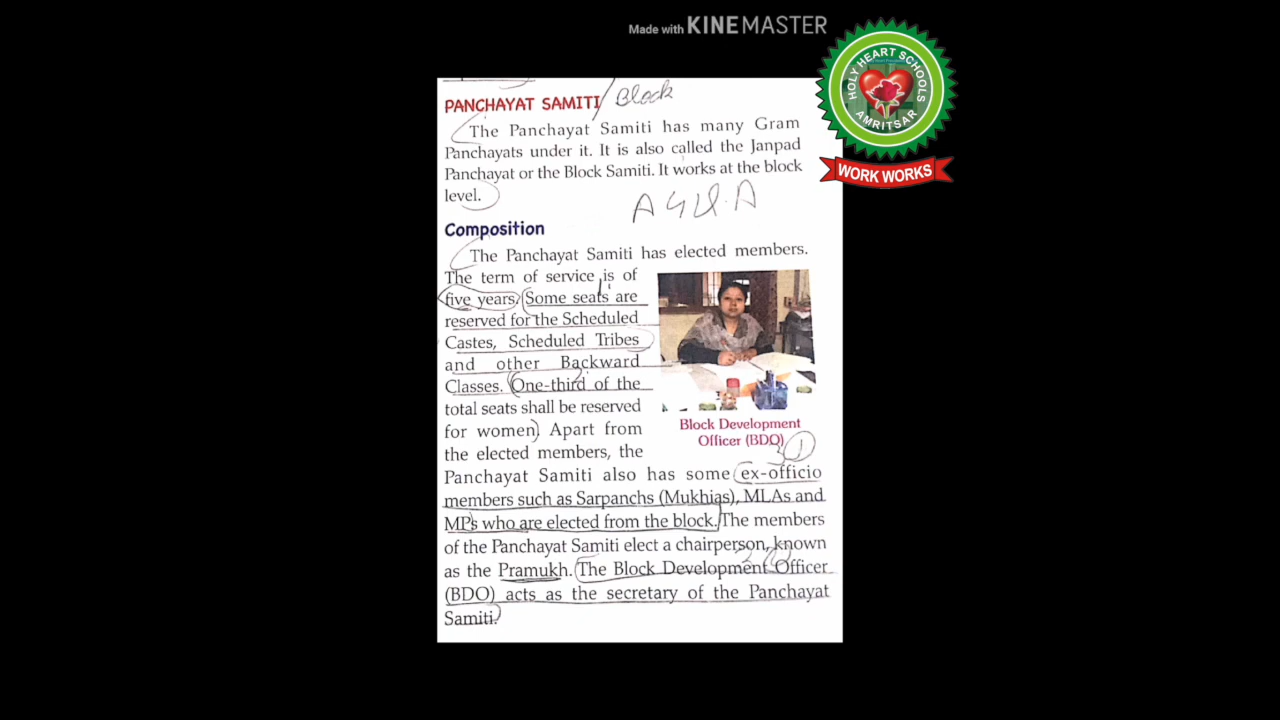 Made with KINEMASTER
HOLY HEART SCHOOLS
AMRITSAR
WORK WORKS
PANCHAYAT SAMITI / Block
The Panchayat Samiti has many Gram
Panchayats under it. It is also called the Janpad
Panchayat or the Block Samiti. It works at the block
level.
Composition
The Panchayat Samiti has elected members.
The term of service is of
five years. Some seats are
reserved for the Scheduled
Castes, Scheduled Tribes
and other Backward
Classes. One-third of the
total seats shall be reserved
for women. Apart from
the elected members, the
Block Development
Officer (BDO)
Panchayat Samiti also has some ex-officio
members such as Sarpanchs (Mukhias), MLAs and
MPs who are elected from the block. The members
of the Panchayat Samiti elect a chairperson, known
as the Pramukh. The Block Development Officer
(BDO) acts as the secretary of the Panchayat
Samiti.